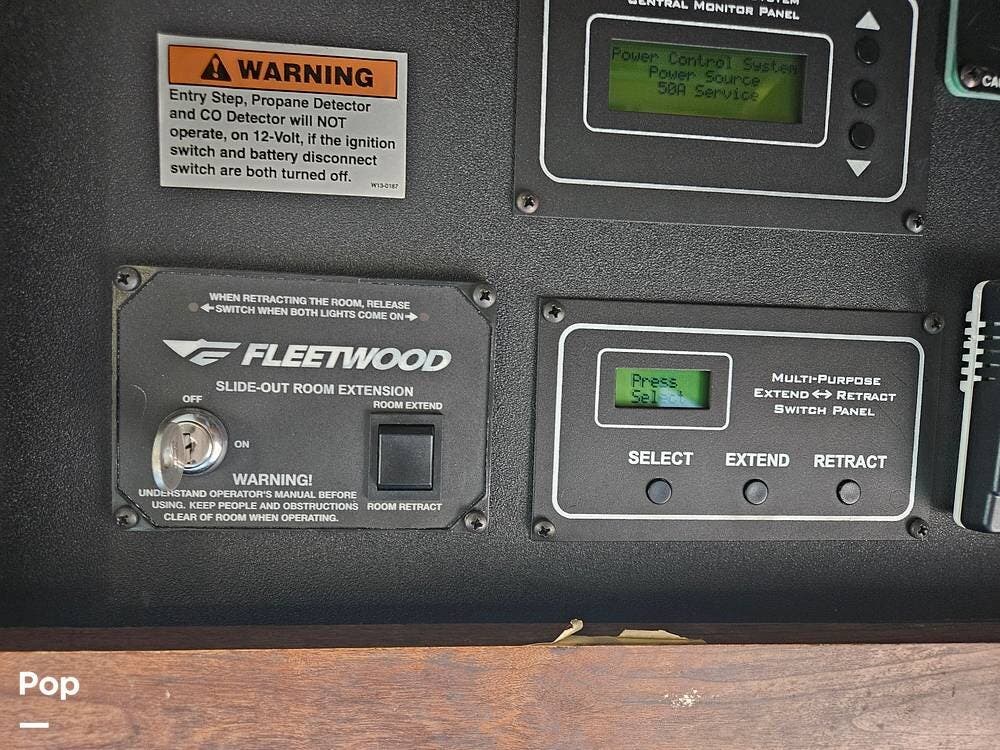 CENTRAL MONITOR PANEL
Power Control System
Power Source
50A Service
WARNING
Entry Step, Propane Detector
and CO Detector will NOT
operate, on 12-Volt, if the ignition
switch and battery disconnect
switch are both turned off.
W13-0187
WHEN RETRACTING THE ROOM, RELEASE
SWITCH WHEN BOTH LIGHTS COME ON
FLEETWOOD
SLIDE-OUT ROOM EXTENSION
OFF
ON
ROOM EXTEND
ROOM RETRACT
WARNING!
UNDERSTAND OPERATOR'S MANUAL BEFORE
USING. KEEP PEOPLE AND OBSTRUCTIONS
CLEAR OF ROOM WHEN OPERATING.
Press
Select
MULTI-PURPOSE
EXTEND ↔ RETRACT
SWITCH PANEL
SELECT EXTEND RETRACT
Pop